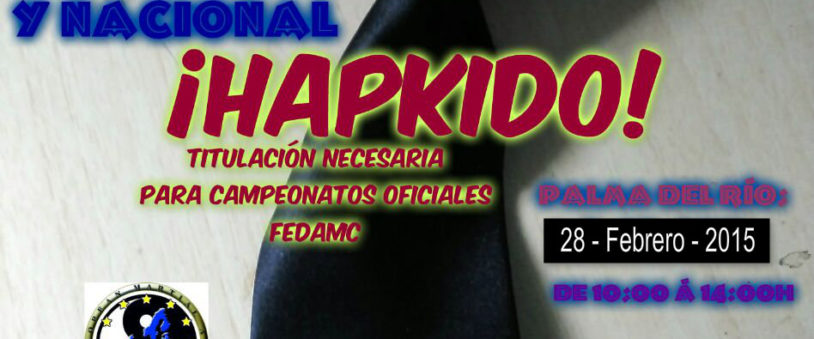 Y NACIONAL
¡HAPKIDO!
TITULACIÓN NECESARIA
PARA CAMPEONATOS OFICIALES
FEDAMC
PALMA DEL RÍO;
28 - Febrero - 2015
DE 10;00 Á 14:00H